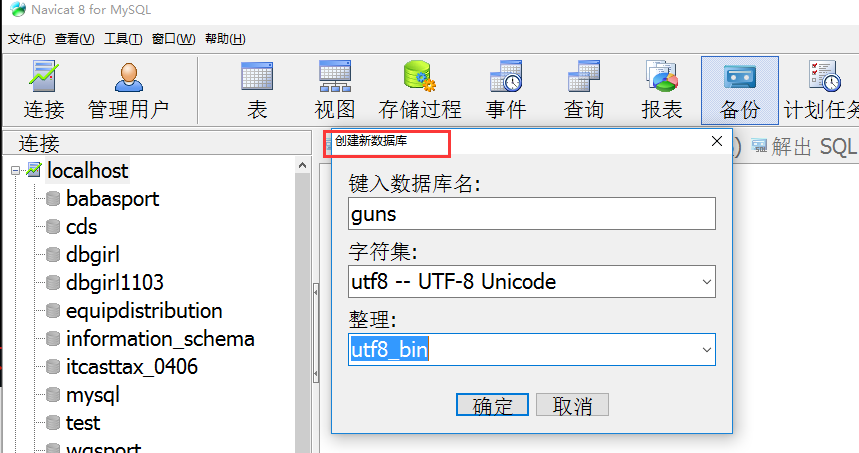 Navicat 8 for MySQL
文件(F) 查看(V) 工具(T) 窗口(W) 帮助(H)
连接 管理用户 表 视图 存储过程 事件 查询 报表 备份 计划任务
连接
创建新数据库
解出 SQL
localhost
babasport
cds
dbgirl
dbgirl1103
equipdistribution
information_schema
itcasttax_0406
mysql
test
键入数据库名:
guns
字符集:
utf8 -- UTF-8 Unicode
整理:
utf8_bin
确定 取消